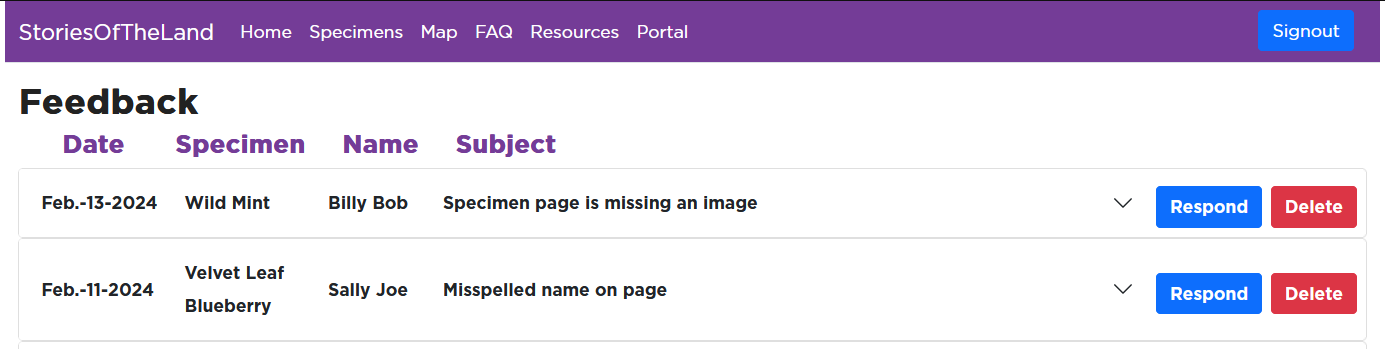 StoriesOfTheLand Home Specimens Map FAQ Resources Portal Signout
Feedback
Date Specimen Name Subject
Feb.-13-2024 Wild Mint Billy Bob Specimen page is missing an image Respond Delete
Feb.-11-2024 Velvet Leaf Blueberry Sally Joe Misspelled name on page Respond Delete